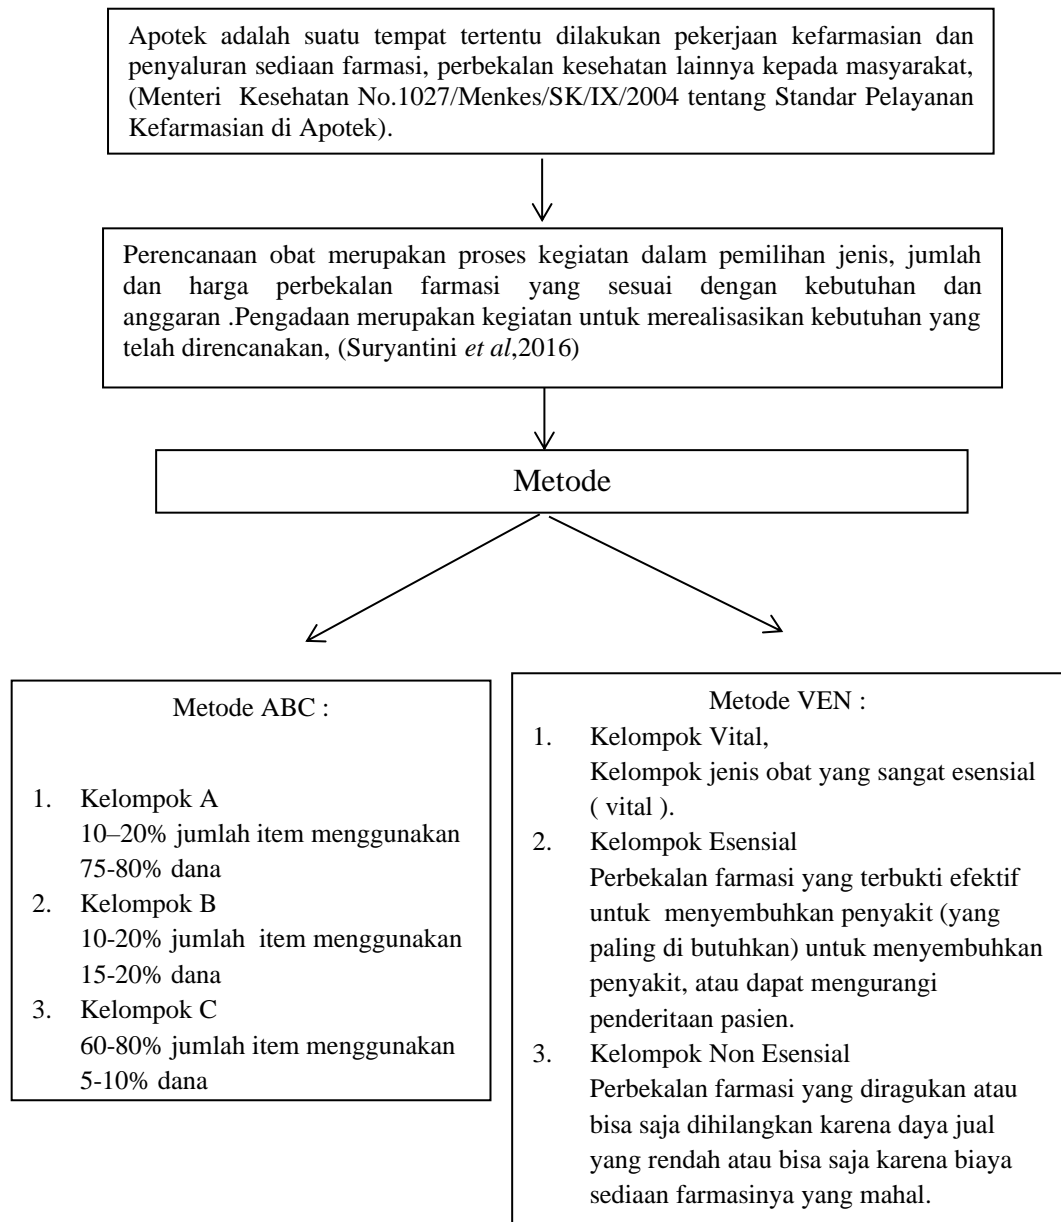 Apotek adalah suatu tempat tertentu dilakukan pekerjaan kefarmasian dan
penyaluran sediaan farmasi, perbekalan kesehatan lainnya kepada masyarakat,
(Menteri Kesehatan No.1027/Menkes/SK/IX/2004 tentang Standar Pelayanan
Kefarmasian di Apotek).
Perencanaan obat merupakan proses kegiatan dalam pemilihan jenis, jumlah
dan harga perbekalan farmasi yang sesuai dengan kebutuhan dan
anggaran .Pengadaan merupakan kegiatan untuk merealisasikan kebutuhan yang
telah direncanakan, (Suryantini et al,2016)
Metode
Metode ABC :
1. Kelompok A
10–20% jumlah item menggunakan
75-80% dana
2. Kelompok B
10-20% jumlah item menggunakan
15-20% dana
3. Kelompok C
60-80% jumlah item menggunakan
5-10% dana
Metode VEN :
1. Kelompok Vital,
Kelompok jenis obat yang sangat esensial
( vital ).
2. Kelompok Esensial
Perbekalan farmasi yang terbukti efektif
untuk menyembuhkan penyakit (yang
paling di butuhkan) untuk menyembuhkan
penyakit, atau dapat mengurangi
penderitaan pasien.
3. Kelompok Non Esensial
Perbekalan farmasi yang diragukan atau
bisa saja dihilangkan karena daya jual
yang rendah atau bisa saja karena biaya
sediaan farmasinya yang mahal.